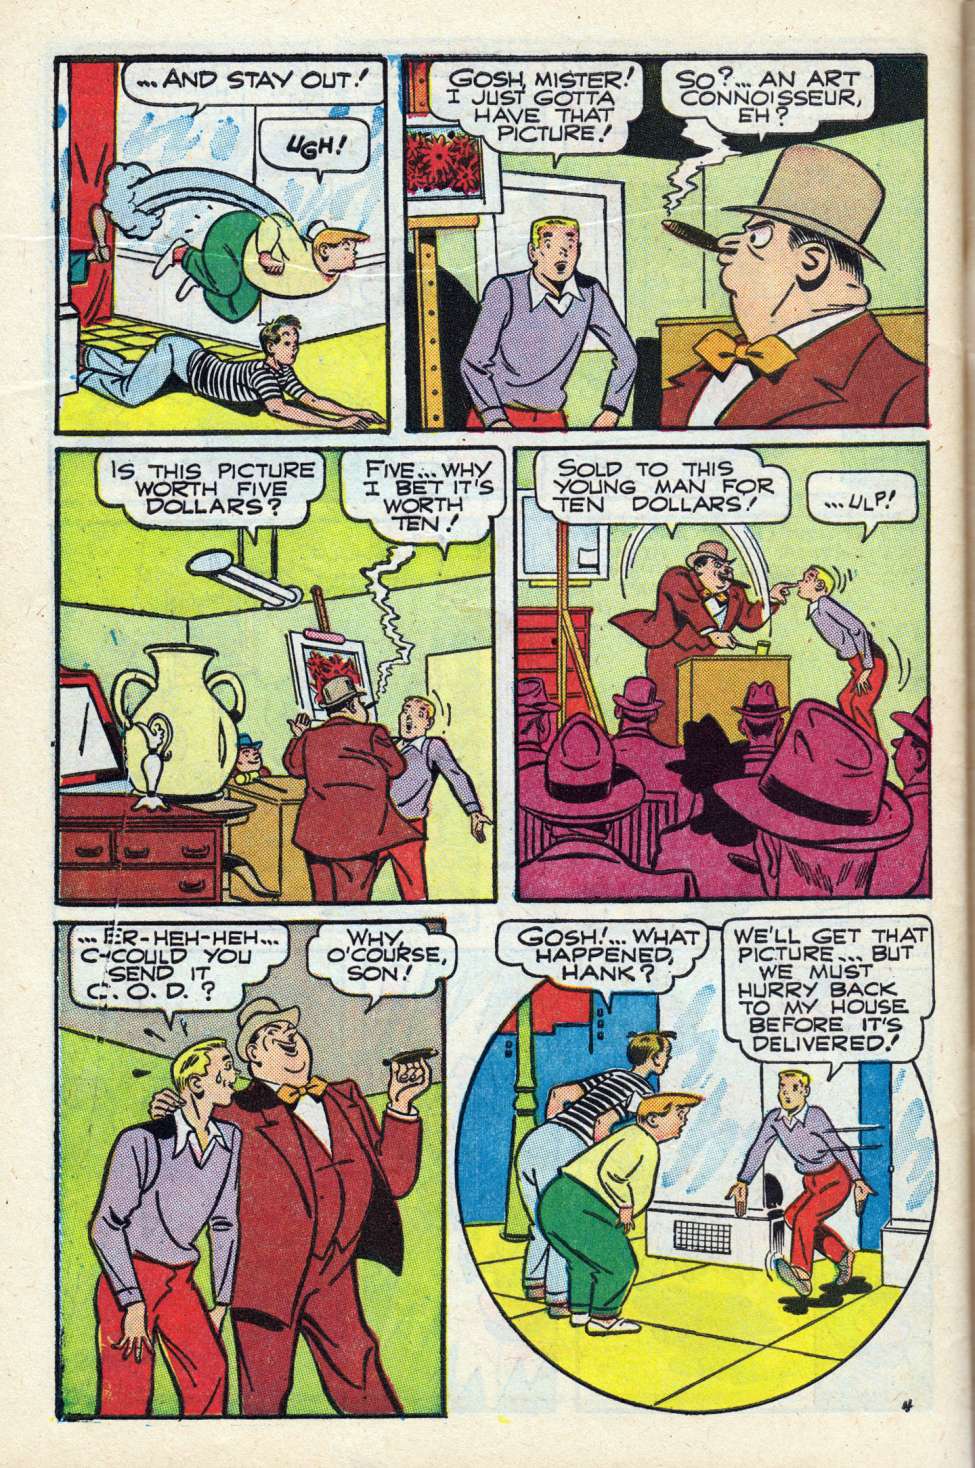 ...AND STAY OUT!
UGH!
GOSH, MISTER!
I JUST GOTTA
HAVE THAT
PICTURE!
SO?... AN ART
CONNOISSEUR,
EH?
IS THIS PICTURE
WORTH FIVE
DOLLARS?
FIVE... WHY
I BET IT'S
WORTH
TEN!
SOLD TO THIS
YOUNG MAN FOR
TEN DOLLARS!
...ULP!
... ER-HEH-HEH...
C-COULD YOU
SEND IT
C. O. D. ?
WHY,
O'COURSE,
SON!
GOSH!... WHAT
HAPPENED,
HANK?
WE'LL GET THAT
PICTURE... BUT
WE MUST
HURRY BACK
TO MY HOUSE
BEFORE IT'S
DELIVERED!
4